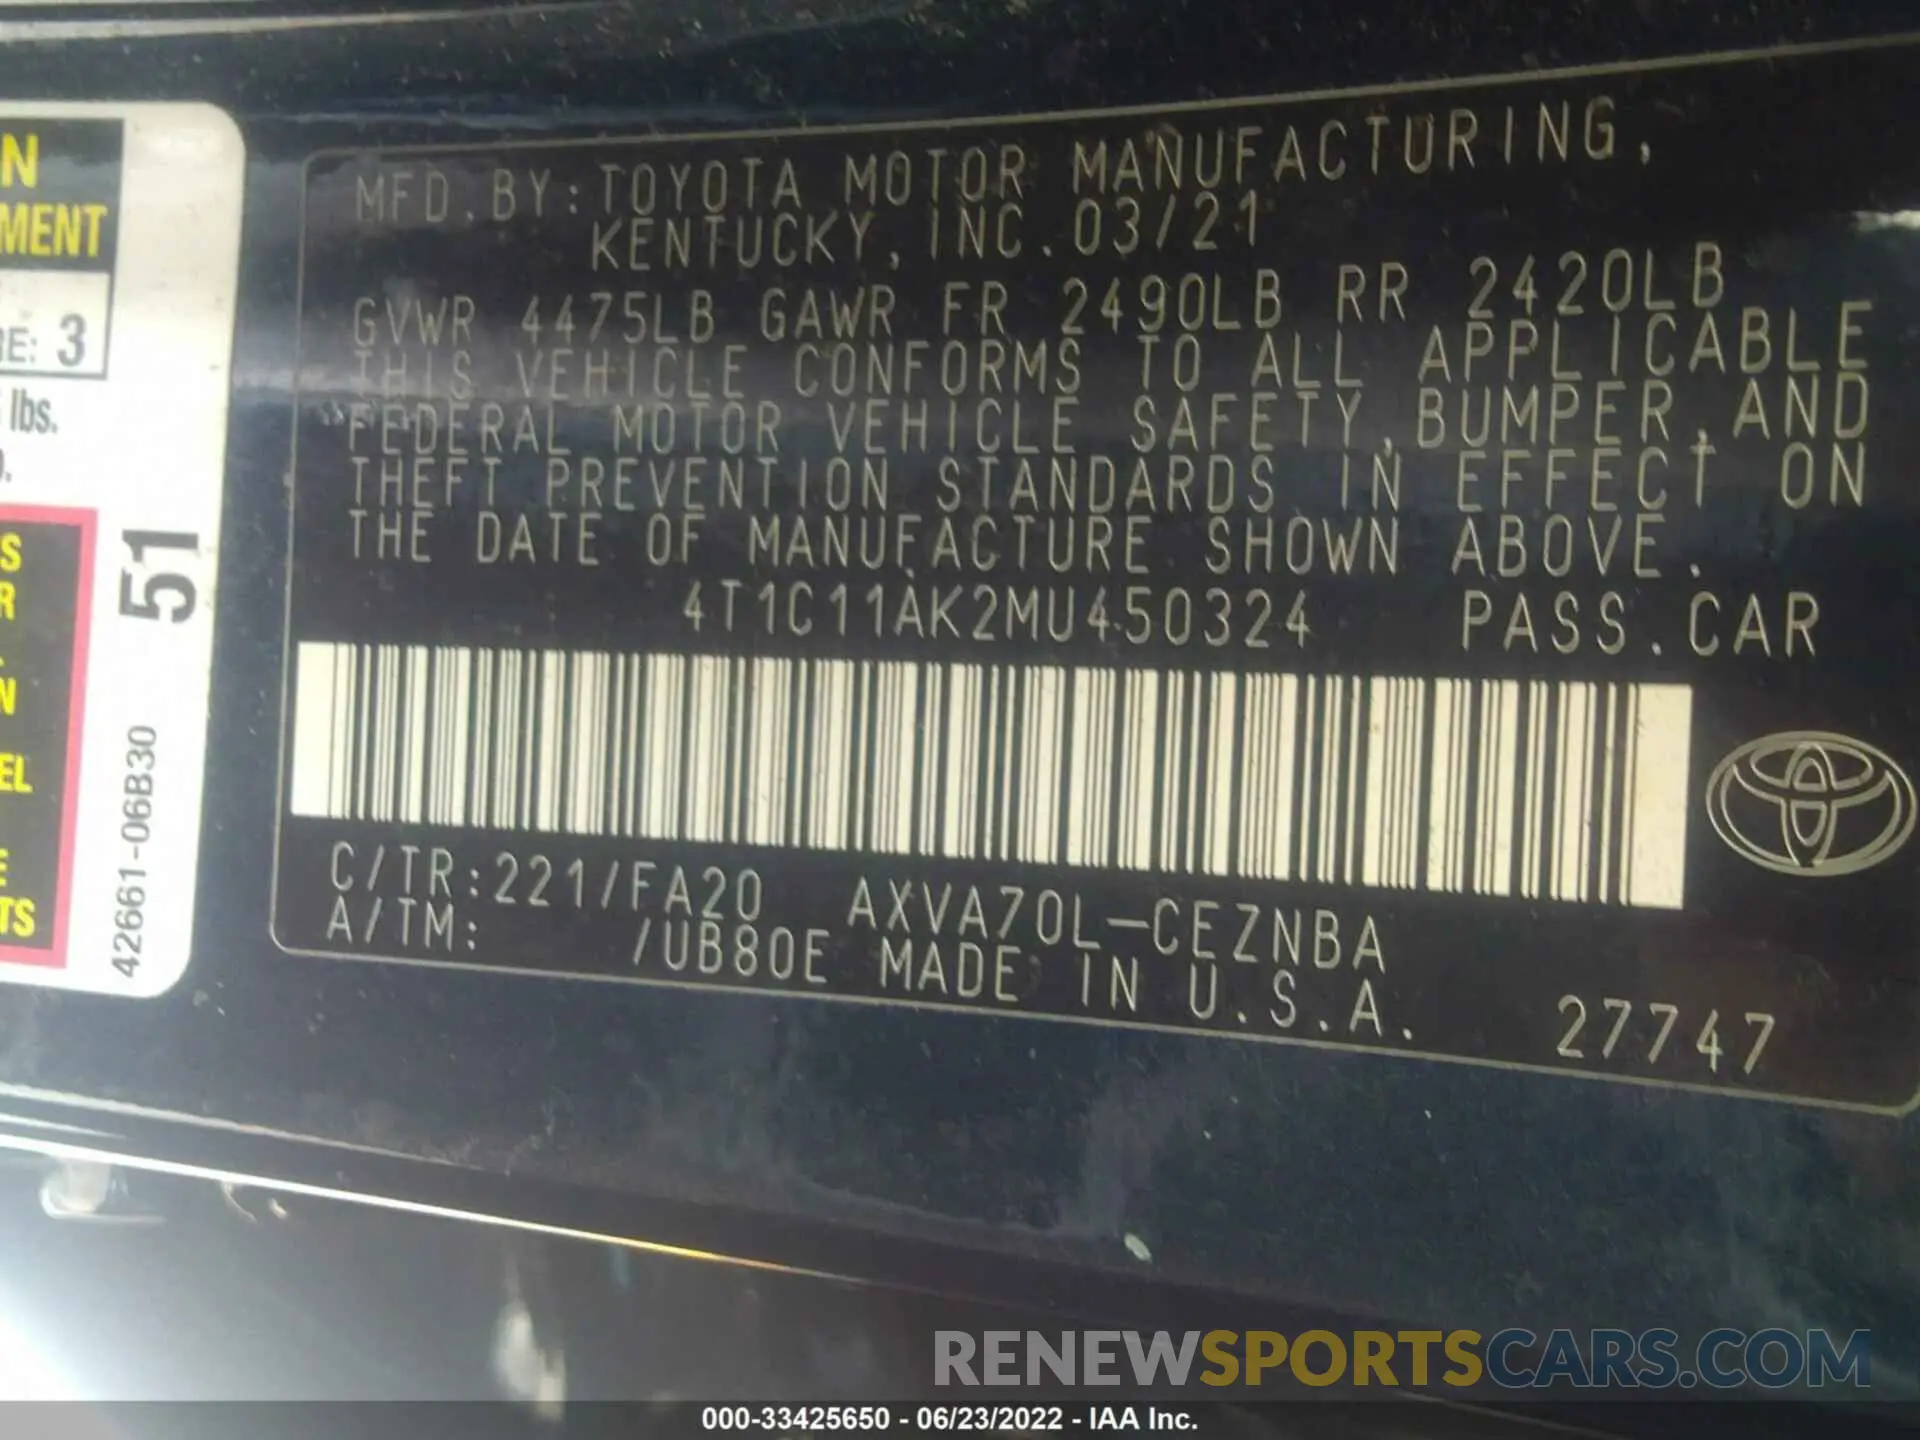 N
MENT
E: 3
lbs.
51
S
R
N
EL
E
TS
42661-06B30
MFD. BY: TOYOTA MOTOR MANUFACTURING,
KENTUCKY, INC. 03/21
GVWR 4475LB GAWR FR 2490LB RR 2420LB
THIS VEHICLE CONFORMS TO ALL APPLICABLE
FEDERAL MOTOR VEHICLE SAFETY, BUMPER, AND
THEFT PREVENTION STANDARDS IN EFFECT ON
THE DATE OF MANUFACTURE SHOWN ABOVE.
4T1C11AK2MU450324 PASS. CAR
C/TR: 221/FA20 AXVA70L-CEZNBA
A/TM: /UB80E MADE IN U.S.A.
27747
RENEWSPORTSCARS.COM
000-33425650 - 06/23/2022 - IAA Inc.